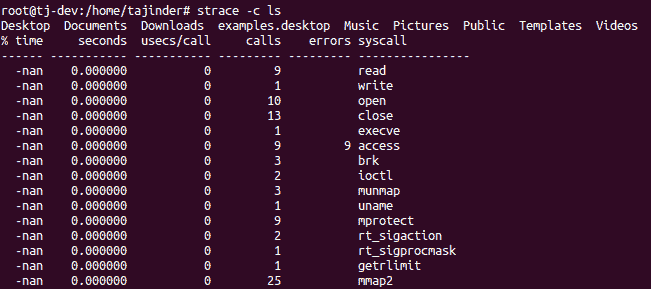 root@tj-dev:/home/tajinder# strace -c ls
Desktop  Documents  Downloads  examples.desktop  Music  Pictures  Public  Templates  Videos
% time     seconds  usecs/call     calls    errors syscall
------ ----------- ----------- --------- --------- ----------------
  -nan    0.000000           0         9           read
  -nan    0.000000           0         1           write
  -nan    0.000000           0        10           open
  -nan    0.000000           0        13           close
  -nan    0.000000           0         1           execve
  -nan    0.000000           0         9         9 access
  -nan    0.000000           0         3           brk
  -nan    0.000000           0         2           ioctl
  -nan    0.000000           0         3           munmap
  -nan    0.000000           0         1           uname
  -nan    0.000000           0         9           mprotect
  -nan    0.000000           0         2           rt_sigaction
  -nan    0.000000           0         1           rt_sigprocmask
  -nan    0.000000           0         1           getrlimit
  -nan    0.000000           0        25           mmap2